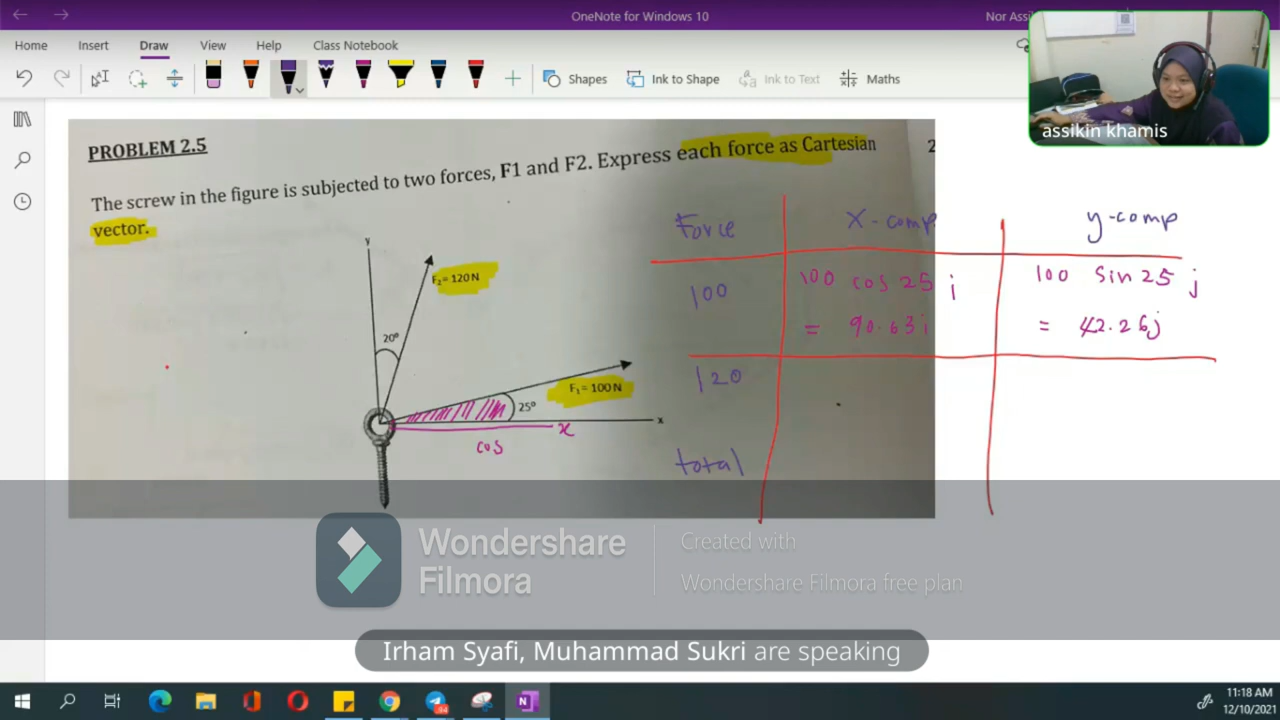 OneNote for Windows 10
Nor Assi
Home Insert Draw View Help Class Notebook
Shapes Ink to Shape Ink to Text Maths
assikin khamis
PROBLEM 2.5
The screw in the figure is subjected to two forces, F1 and F2. Express each force as Cartesian
vector.
2
y
F₂ = 120 N
20°
F₁ = 100 N
25°
x
x
cos
Force x-comp y-comp
100 100 cos 25 i 100 sin 25 j
= 90.63i = 42.26j
120
total
Wondershare
Filmora
Created with
Wondershare Filmora free plan
Irham Syafi, Muhammad Sukri are speaking
94
N
11:18 AM
12/10/2021